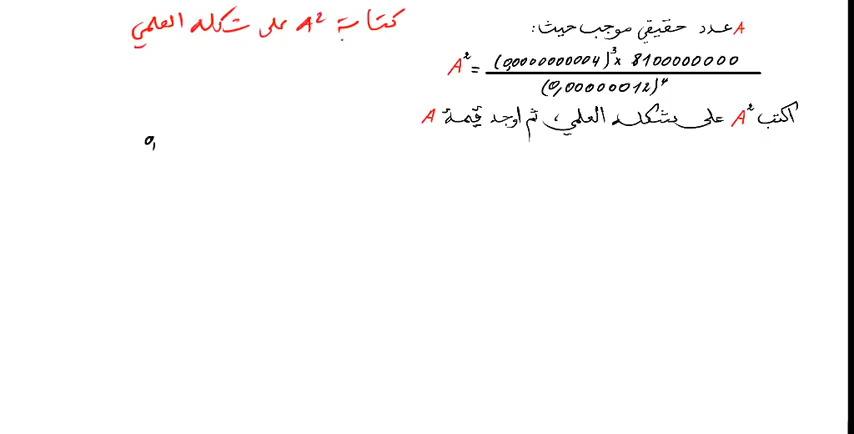 كتابة A² على شكله العلمي
A عدد حقيقي موجب حيث:
A² = (0,0000000004)³ × 8100000000 / (0,00000012)⁴
اكتب A² على شكله العلمي، ثم اوجد قيمة A
0,